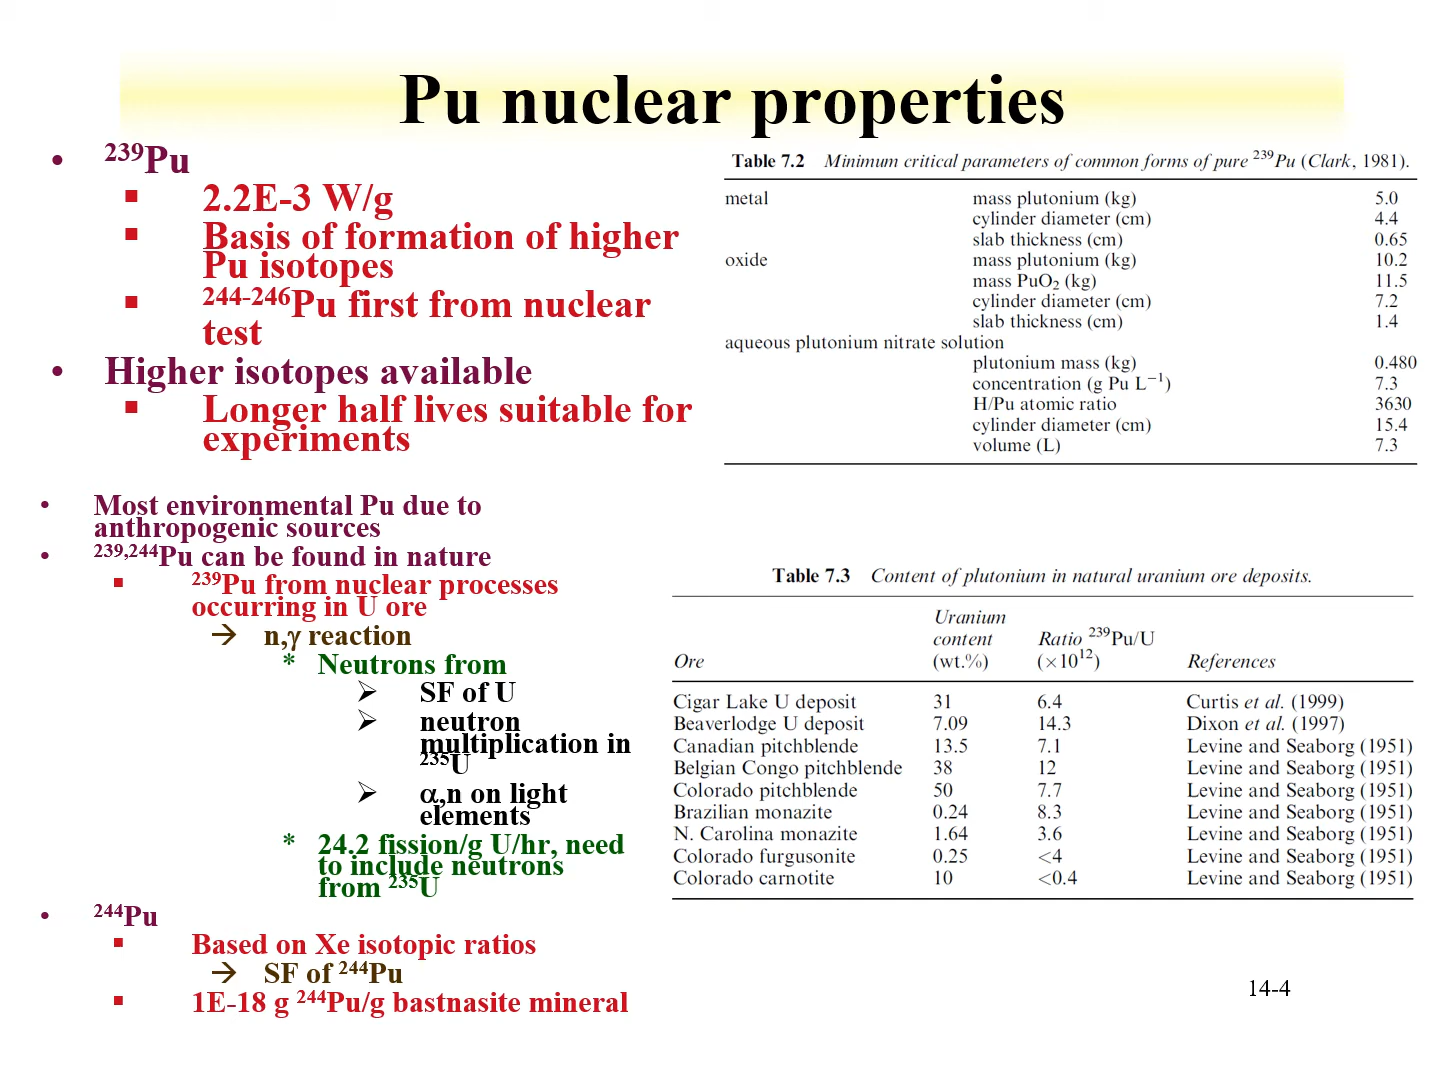 Pu nuclear properties
• ²³⁹Pu
▪ 2.2E-3 W/g
▪ Basis of formation of higher
Pu isotopes
▪ ²⁴⁴⁻²⁴⁶Pu first from nuclear
test
• Higher isotopes available
▪ Longer half lives suitable for
experiments
• Most environmental Pu due to
anthropogenic sources
• ²³⁹,²⁴⁴Pu can be found in nature
▪ ²³⁹Pu from nuclear processes
occurring in U ore
→ n,γ reaction
* Neutrons from
➢ SF of U
➢ neutron
multiplication in
²³⁵U
➢ α,n on light
elements
* 24.2 fission/g U/hr, need
to include neutrons
from ²³⁵U
• ²⁴⁴Pu
▪ Based on Xe isotopic ratios
→ SF of ²⁴⁴Pu
▪ 1E-18 g ²⁴⁴Pu/g bastnasite mineral
Table 7.2 Minimum critical parameters of common forms of pure ²³⁹Pu (Clark, 1981).
metal mass plutonium (kg) 5.0
cylinder diameter (cm) 4.4
slab thickness (cm) 0.65
oxide mass plutonium (kg) 10.2
mass PuO₂ (kg) 11.5
cylinder diameter (cm) 7.2
slab thickness (cm) 1.4
aqueous plutonium nitrate solution
plutonium mass (kg) 0.480
concentration (g Pu L⁻¹) 7.3
H/Pu atomic ratio 3630
cylinder diameter (cm) 15.4
volume (L) 7.3
Table 7.3 Content of plutonium in natural uranium ore deposits.
Uranium
content Ratio ²³⁹Pu/U
Ore (wt.%) (×10¹²) References
Cigar Lake U deposit 31 6.4 Curtis et al. (1999)
Beaverlodge U deposit 7.09 14.3 Dixon et al. (1997)
Canadian pitchblende 13.5 7.1 Levine and Seaborg (1951)
Belgian Congo pitchblende 38 12 Levine and Seaborg (1951)
Colorado pitchblende 50 7.7 Levine and Seaborg (1951)
Brazilian monazite 0.24 8.3 Levine and Seaborg (1951)
N. Carolina monazite 1.64 3.6 Levine and Seaborg (1951)
Colorado furgusonite 0.25 <4 Levine and Seaborg (1951)
Colorado carnotite 10 <0.4 Levine and Seaborg (1951)
14-4